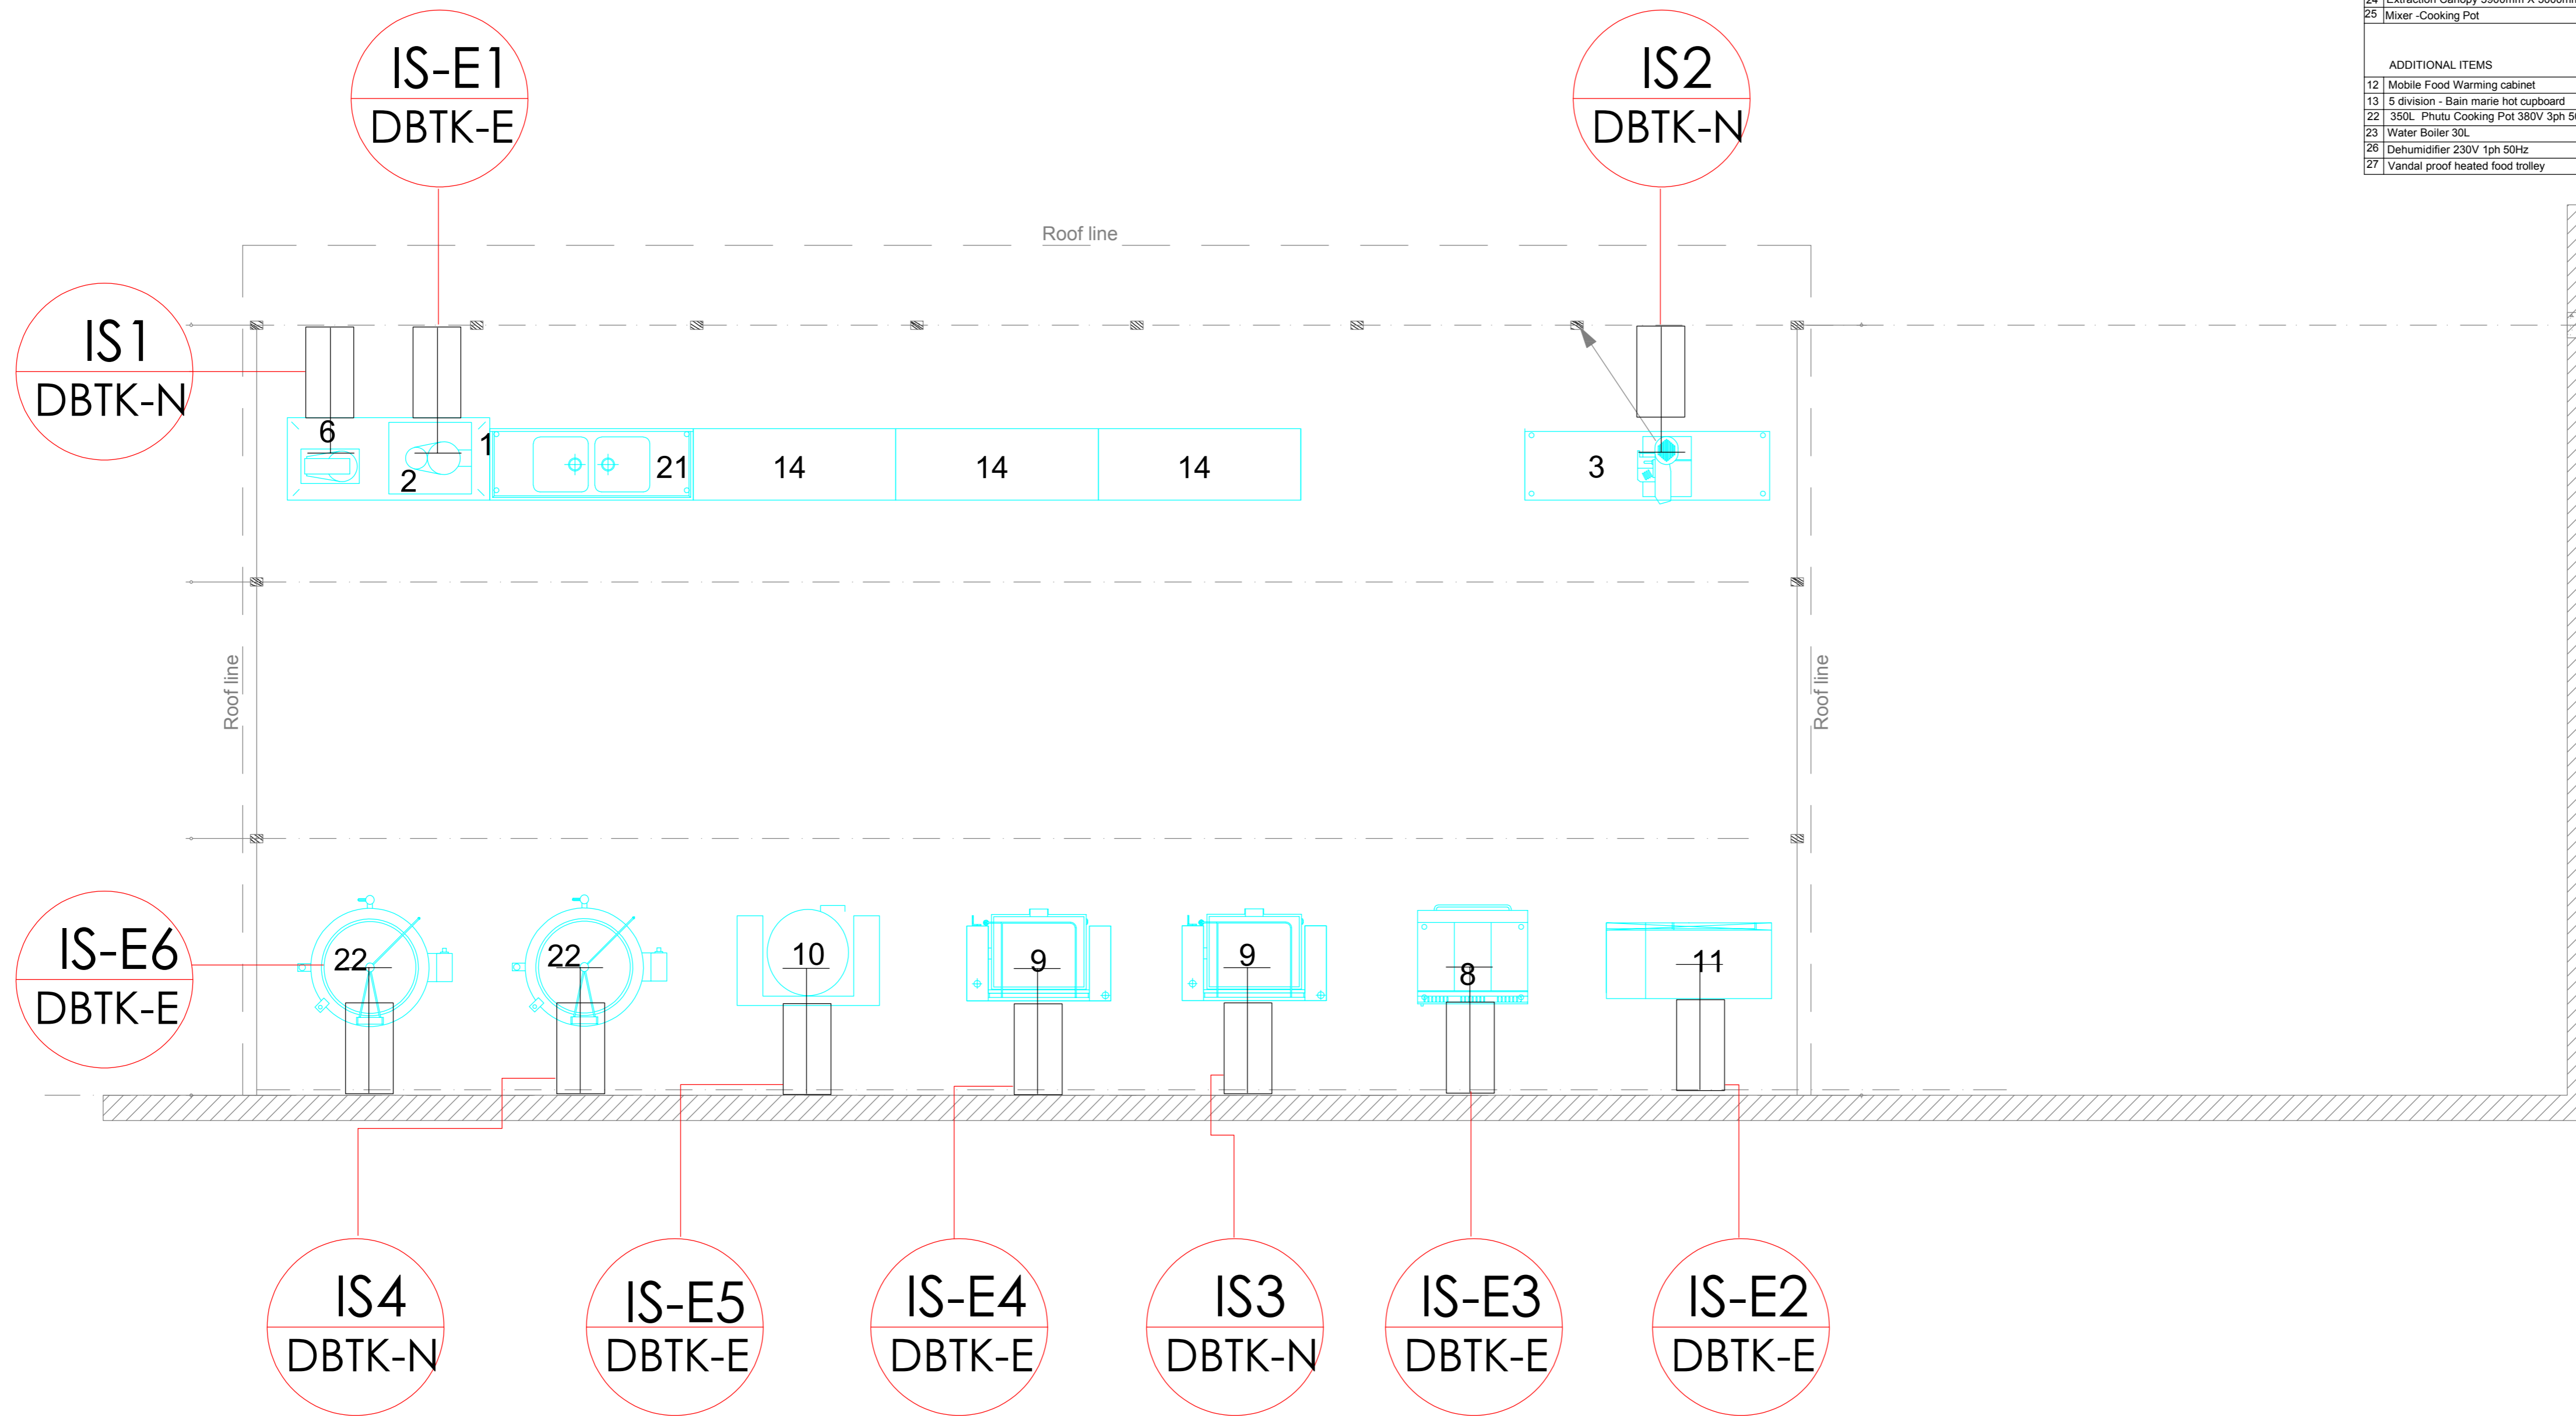 24 Extraction Canopy 3900mm X
25 Mixer -Cooking Pot
ADDITIONAL ITEMS
12 Mobile Food Warming cabinet
13 5 division - Bain marie hot cupboard
22 350L Phutu Cooking Pot 380V 3ph
23 Water Boiler 30L
26 Dehumidifier 230V 1ph 50Hz
27 Vandal proof heated food trolley
IS-E1
DBTK-E
IS2
DBTK-N
Roof line
IS1
DBTK-N
6
1
2
21
14
14
14
3
Roof line
Roof line
IS-E6
DBTK-E
22
22
10
9
9
8
11
IS4
DBTK-N
IS-E5
DBTK-E
IS-E4
DBTK-E
IS3
DBTK-N
IS-E3
DBTK-E
IS-E2
DBTK-E